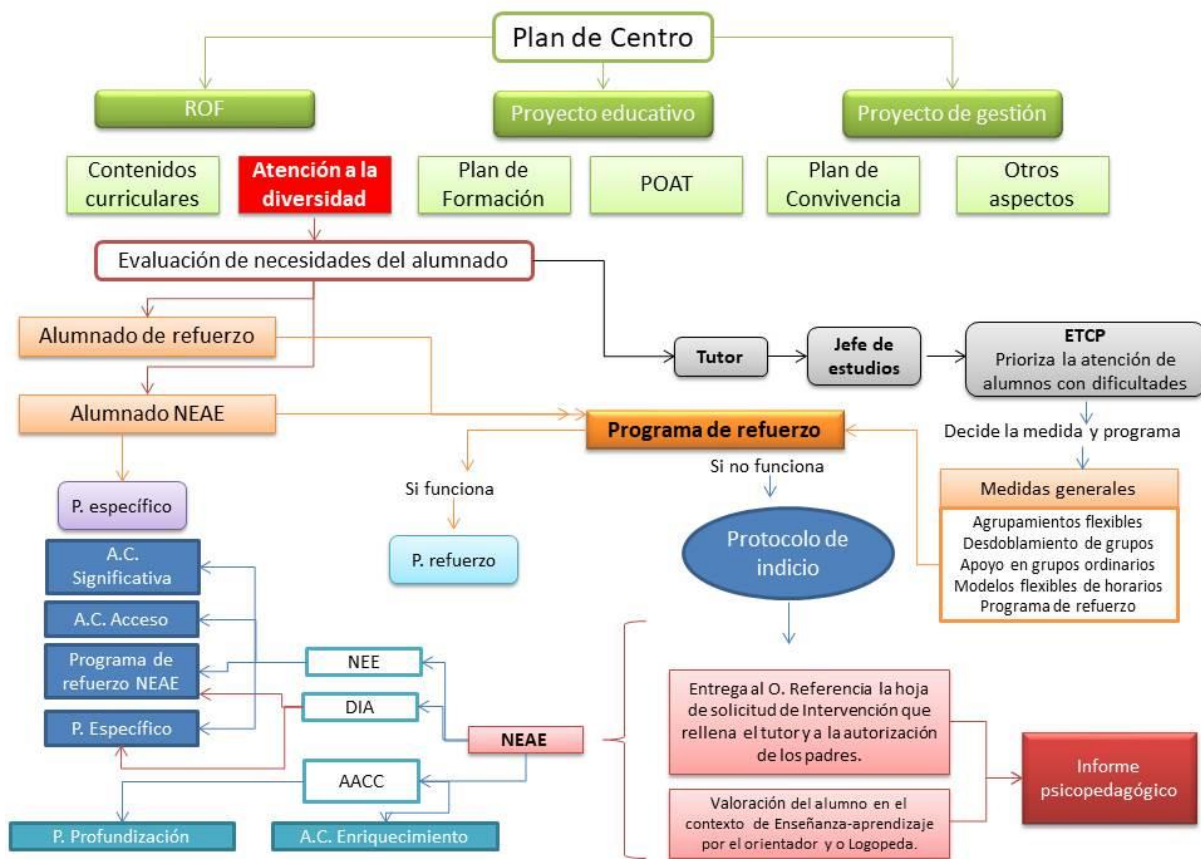 Plan de Centro
ROF
Proyecto educativo
Proyecto de gestión
Contenidos
curriculares
Atención a la
diversidad
Plan de
Formación
POAT
Plan de
Convivencia
Otros
aspectos
Evaluación de necesidades del alumnado
Alumnado de refuerzo
Tutor
Jefe de
estudios
ETCP
Prioriza la atención de
alumnos con dificultades
Alumnado NEAE
Programa de refuerzo
Decide la medida y programa
Si funciona
Si no funciona
Medidas generales
Agrupamientos flexibles
Desdoblamiento de grupos
Apoyo en grupos ordinarios
Modelos flexibles de horarios
Programa de refuerzo
P. específico
P. refuerzo
Protocolo de
indicio
A.C.
Significativa
A.C. Acceso
Programa de
refuerzo NEAE
P. Específico
NEE
DIA
AACC
NEAE
Entrega al O. Referencia la hoja
de solicitud de Intervención que
rellena el tutor y a la autorización
de los padres.
Valoración del alumno en el
contexto de Enseñanza-aprendizaje
por el orientador y o Logopeda.
Informe
psicopedagógico
P. Profundización
A.C. Enriquecimiento